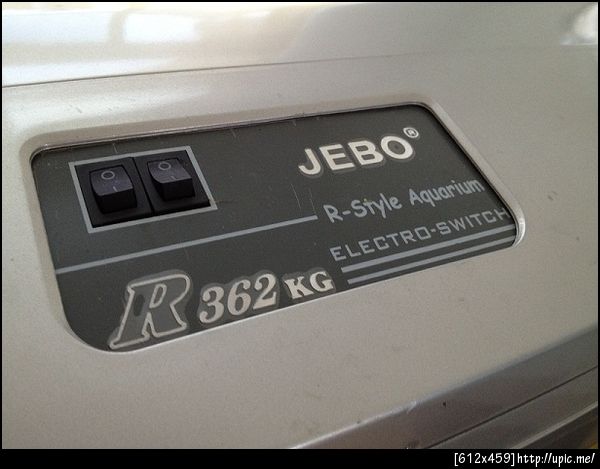 JEBO®
R-Style Aquarium
ELECTRO-SWITCH
R 362 KG
[612x459]http://upic.me/